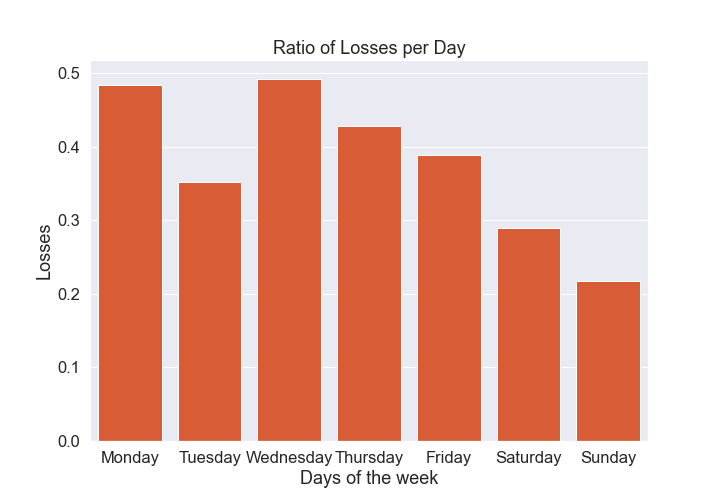 Ratio of Losses per Day
Losses
0.5
0.4
0.3
0.2
0.1
0.0
Monday Tuesday Wednesday Thursday Friday Saturday Sunday
Days of the week